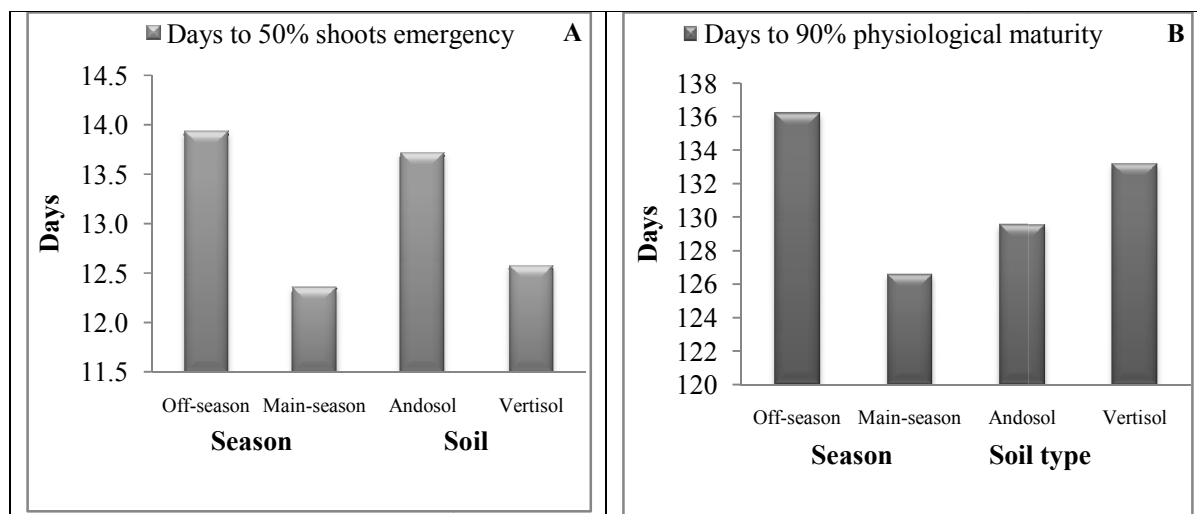 Days to 50% shoots emergency A
14.5
14.0
13.5
13.0
12.5
12.0
11.5
Days
Off-season Main-season Andosol Vertisol
Season Soil
Days to 90% physiological maturity B
138
136
134
132
130
128
126
124
122
120
Days
Off-season Main-season Andosol Vertisol
Season Soil type